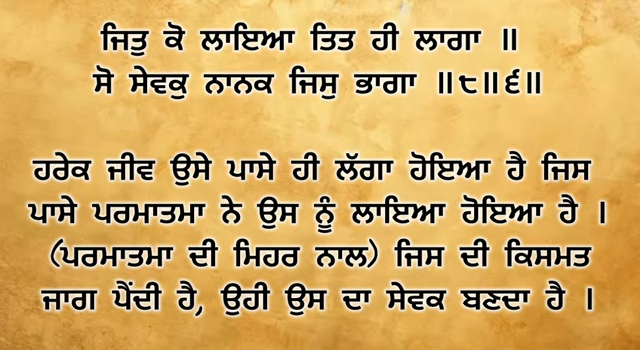 ਜਿਤੁ ਕੋ ਲਾਇਆ ਤਿਤ ਹੀ ਲਾਗਾ ॥
ਸੋ ਸੇਵਕੁ ਨਾਨਕ ਜਿਸੁ ਭਾਗਾ ॥੮॥੬॥
ਹਰੇਕ ਜੀਵ ਉਸੇ ਪਾਸੇ ਹੀ ਲੱਗਾ ਹੋਇਆ ਹੈ ਜਿਸ
ਪਾਸੇ ਪਰਮਾਤਮਾ ਨੇ ਉਸ ਨੂੰ ਲਾਇਆ ਹੋਇਆ ਹੈ ।
(ਪਰਮਾਤਮਾ ਦੀ ਮਿਹਰ ਨਾਲ) ਜਿਸ ਦੀ ਕਿਸਮਤ
ਜਾਗ ਪੈਂਦੀ ਹੈ, ਉਹੀ ਉਸ ਦਾ ਸੇਵਕ ਬਣਦਾ ਹੈ ।